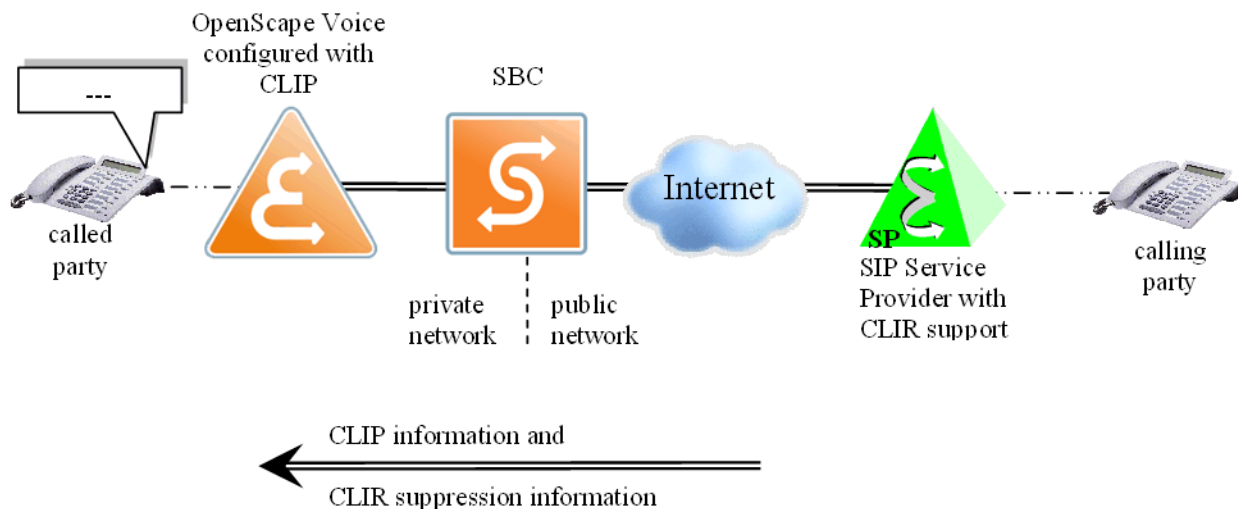 OpenScape Voice
configured with
CLIP
---
SBC
Internet
called
party
SP
SIP Service
Provider with
CLIR support
calling
party
private
network
public
network
CLIP information and
CLIR suppression information